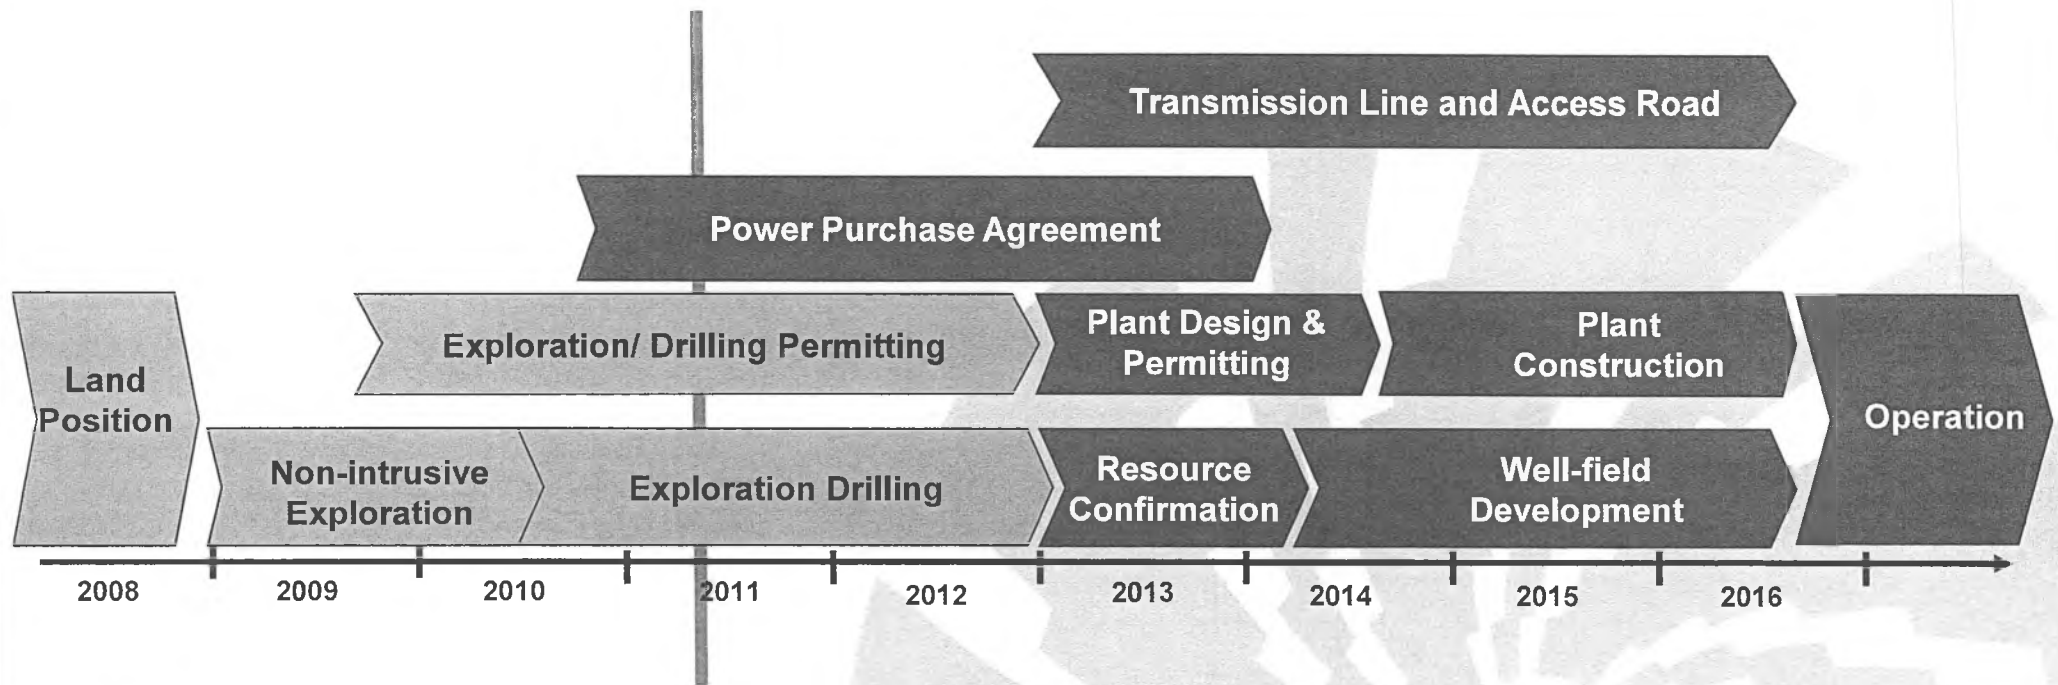 Transmission Line and Access Road
Power Purchase Agreement
Land
Position
Exploration/ Drilling Permitting
Plant Design &
Permitting
Plant
Construction
Operation
Non-intrusive
Exploration
Exploration Drilling
Resource
Confirmation
Well-field
Development
2008
2009
2010
2011
2012
2013
2014
2015
2016